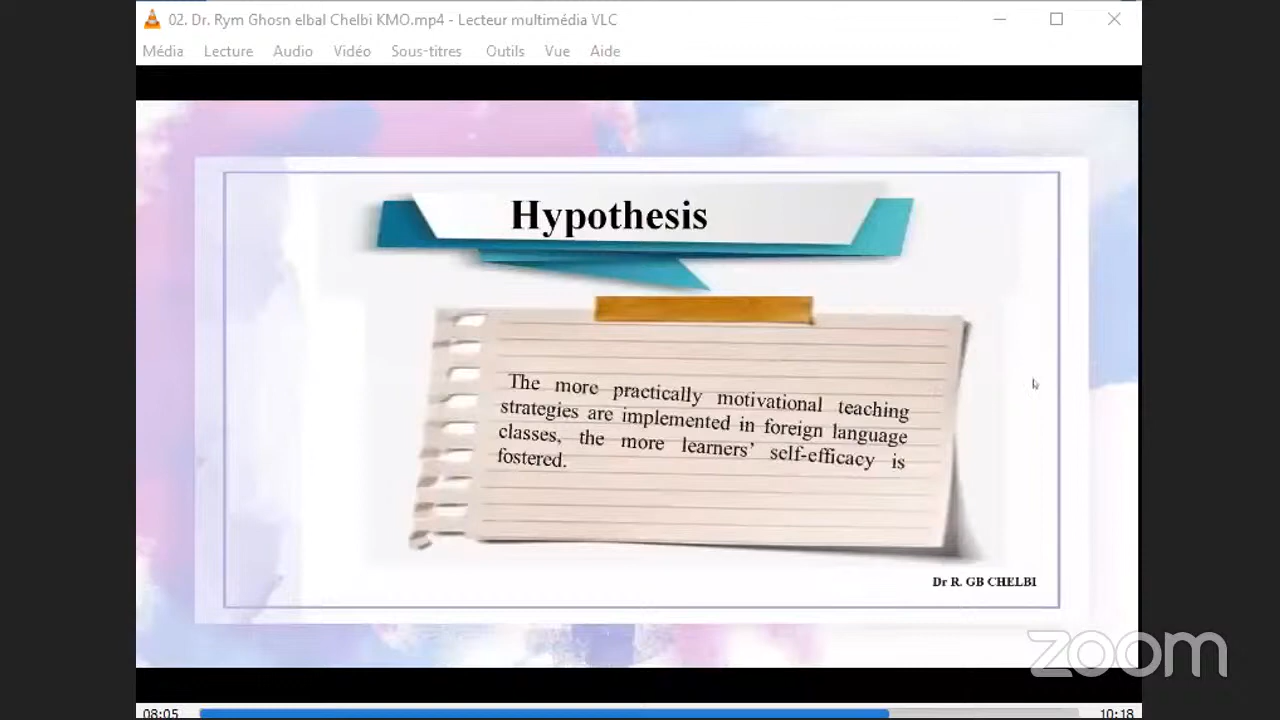 02. Dr. Rym Ghosn elbal Chelbi KMO.mp4 - Lecteur multimédia VLC
Média Lecture Audio Vidéo Sous-titres Outils Vue Aide
Hypothesis
The more practically motivational teaching
strategies are implemented in foreign language
classes, the more learners’ self-efficacy is
fostered.
Dr R. GB CHELBI
zoom
08:05 10:18